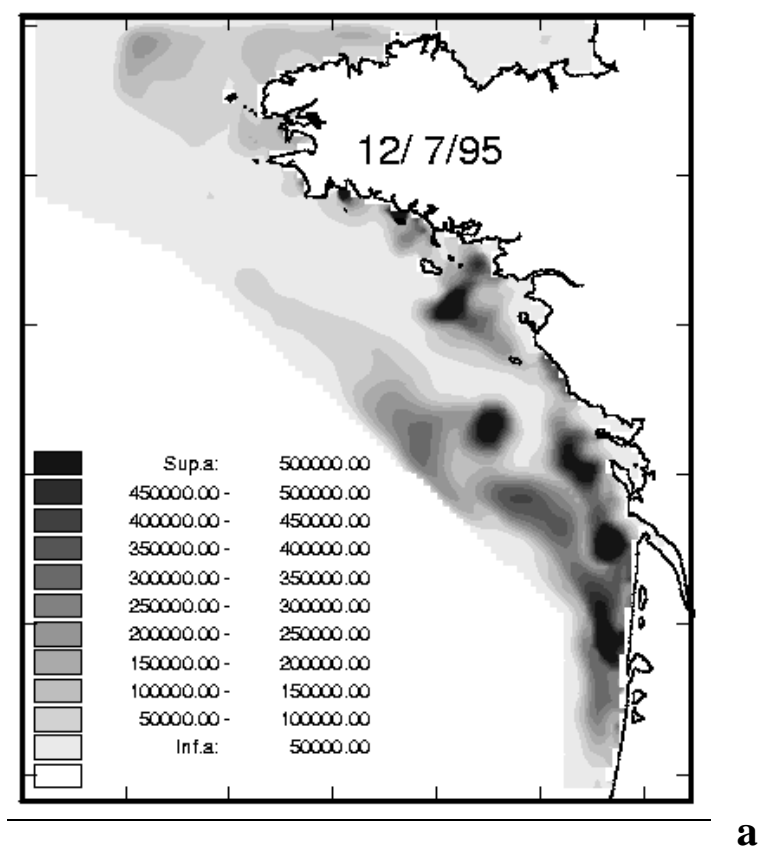 12/ 7/95
Sup.a: 500000.00
450000.00 - 500000.00
400000.00 - 450000.00
350000.00 - 400000.00
300000.00 - 350000.00
250000.00 - 300000.00
200000.00 - 250000.00
150000.00 - 200000.00
100000.00 - 150000.00
50000.00 - 100000.00
Inf.a: 50000.00
a